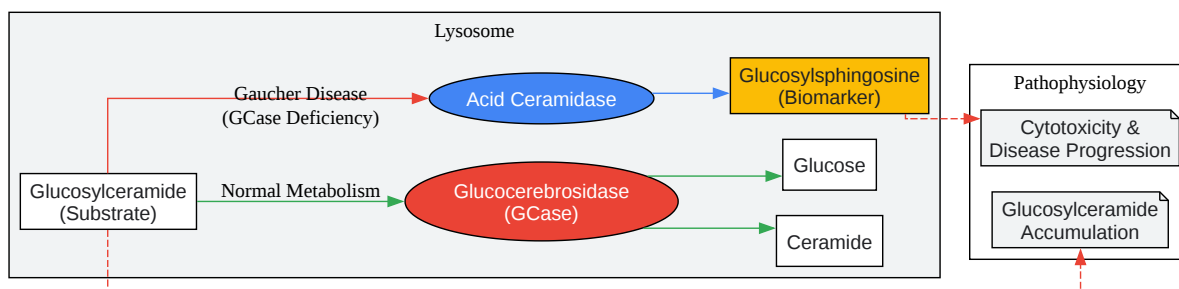 Lysosome
Gaucher Disease
(GCase Deficiency)
Acid Ceramidase
Glucosylsphingosine
(Biomarker)
Pathophysiology
Cytotoxicity &
Disease Progression
Glucosylceramide
(Substrate)
Normal Metabolism
Glucocerebrosidase
(GCase)
Glucose
Ceramide
Glucosylceramide
Accumulation